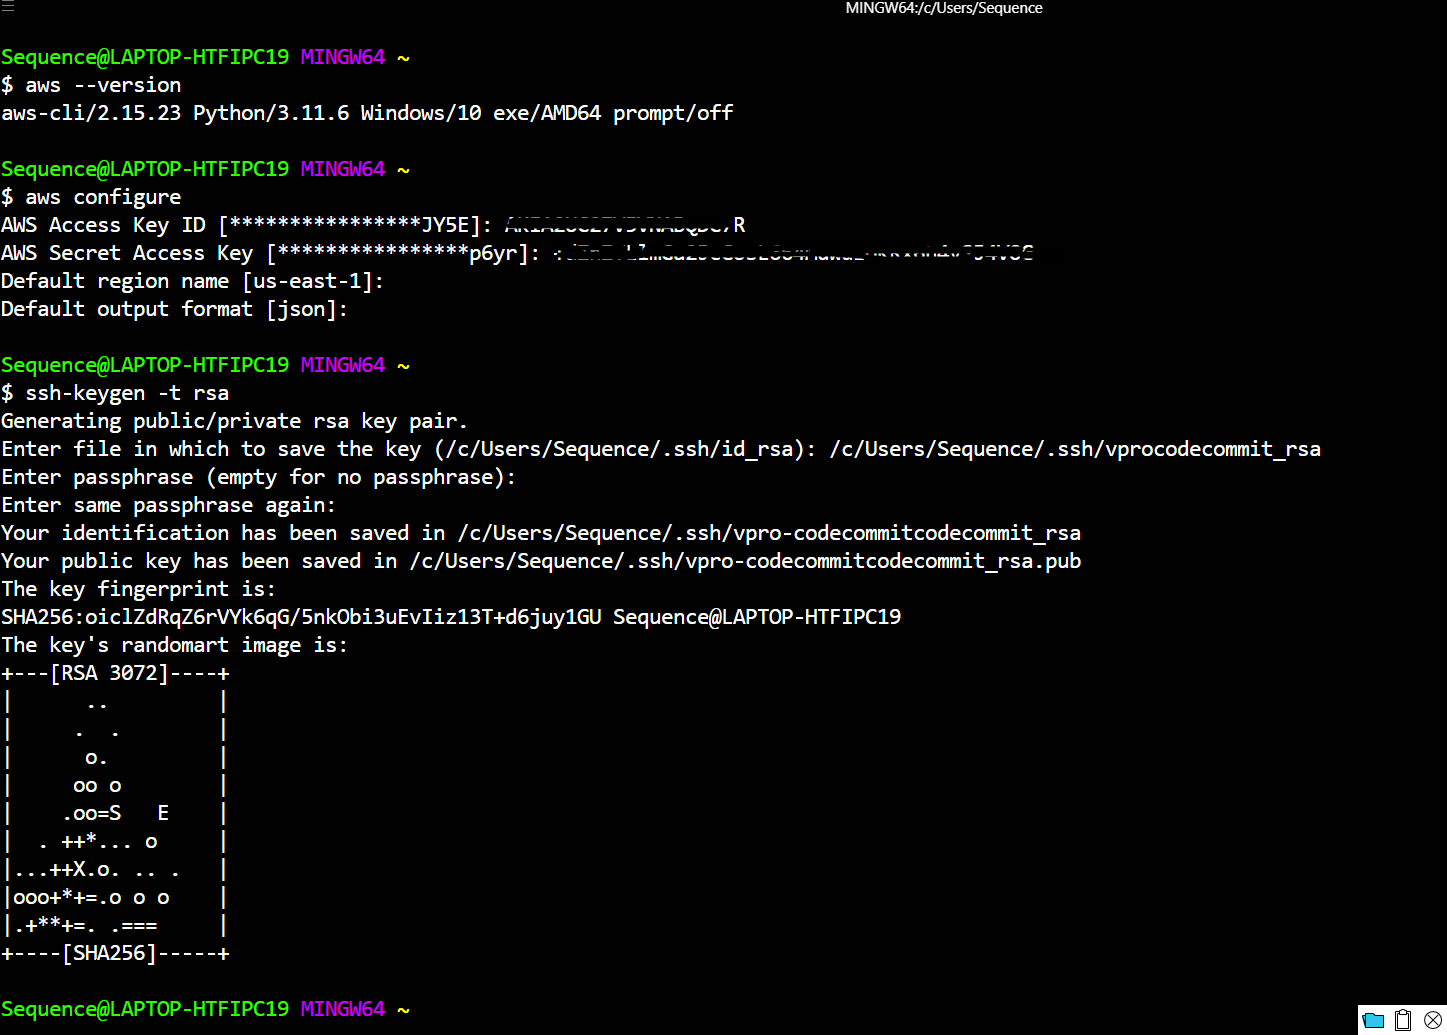 MINGW64:/c/Users/Sequence
Sequence@LAPTOP-HTFIPC19 MINGW64 ~
$ aws --version
aws-cli/2.15.23 Python/3.11.6 Windows/10 exe/AMD64 prompt/off
Sequence@LAPTOP-HTFIPC19 MINGW64 ~
$ aws configure
AWS Access Key ID [****************JY5E]:
AWS Secret Access Key [****************p6yr]:
Default region name [us-east-1]:
Default output format [json]:
Sequence@LAPTOP-HTFIPC19 MINGW64 ~
$ ssh-keygen -t rsa
Generating public/private rsa key pair.
Enter file in which to save the key (/c/Users/Sequence/.ssh/id_rsa): /c/Users/Sequence/.ssh/vprocodecommit_rsa
Enter passphrase (empty for no passphrase):
Enter same passphrase again:
Your identification has been saved in /c/Users/Sequence/.ssh/vpro-codecommitcodecommit_rsa
Your public key has been saved in /c/Users/Sequence/.ssh/vpro-codecommitcodecommit_rsa.pub
The key fingerprint is:
SHA256:oiclZdRqZ6rVYk6qG/5nkObi3uEvIiz13T+d6juy1GU Sequence@LAPTOP-HTFIPC19
The key's randomart image is:
+---[RSA 3072]----+
|      ..         |
|     .  .        |
|      o.         |
|     oo o        |
|    .oo=S   E    |
|  . ++*... o     |
|...++X.o. .. .   |
|ooo+*+=.o o o    |
|.+**+=. .===     |
+----[SHA256]-----+
Sequence@LAPTOP-HTFIPC19 MINGW64 ~